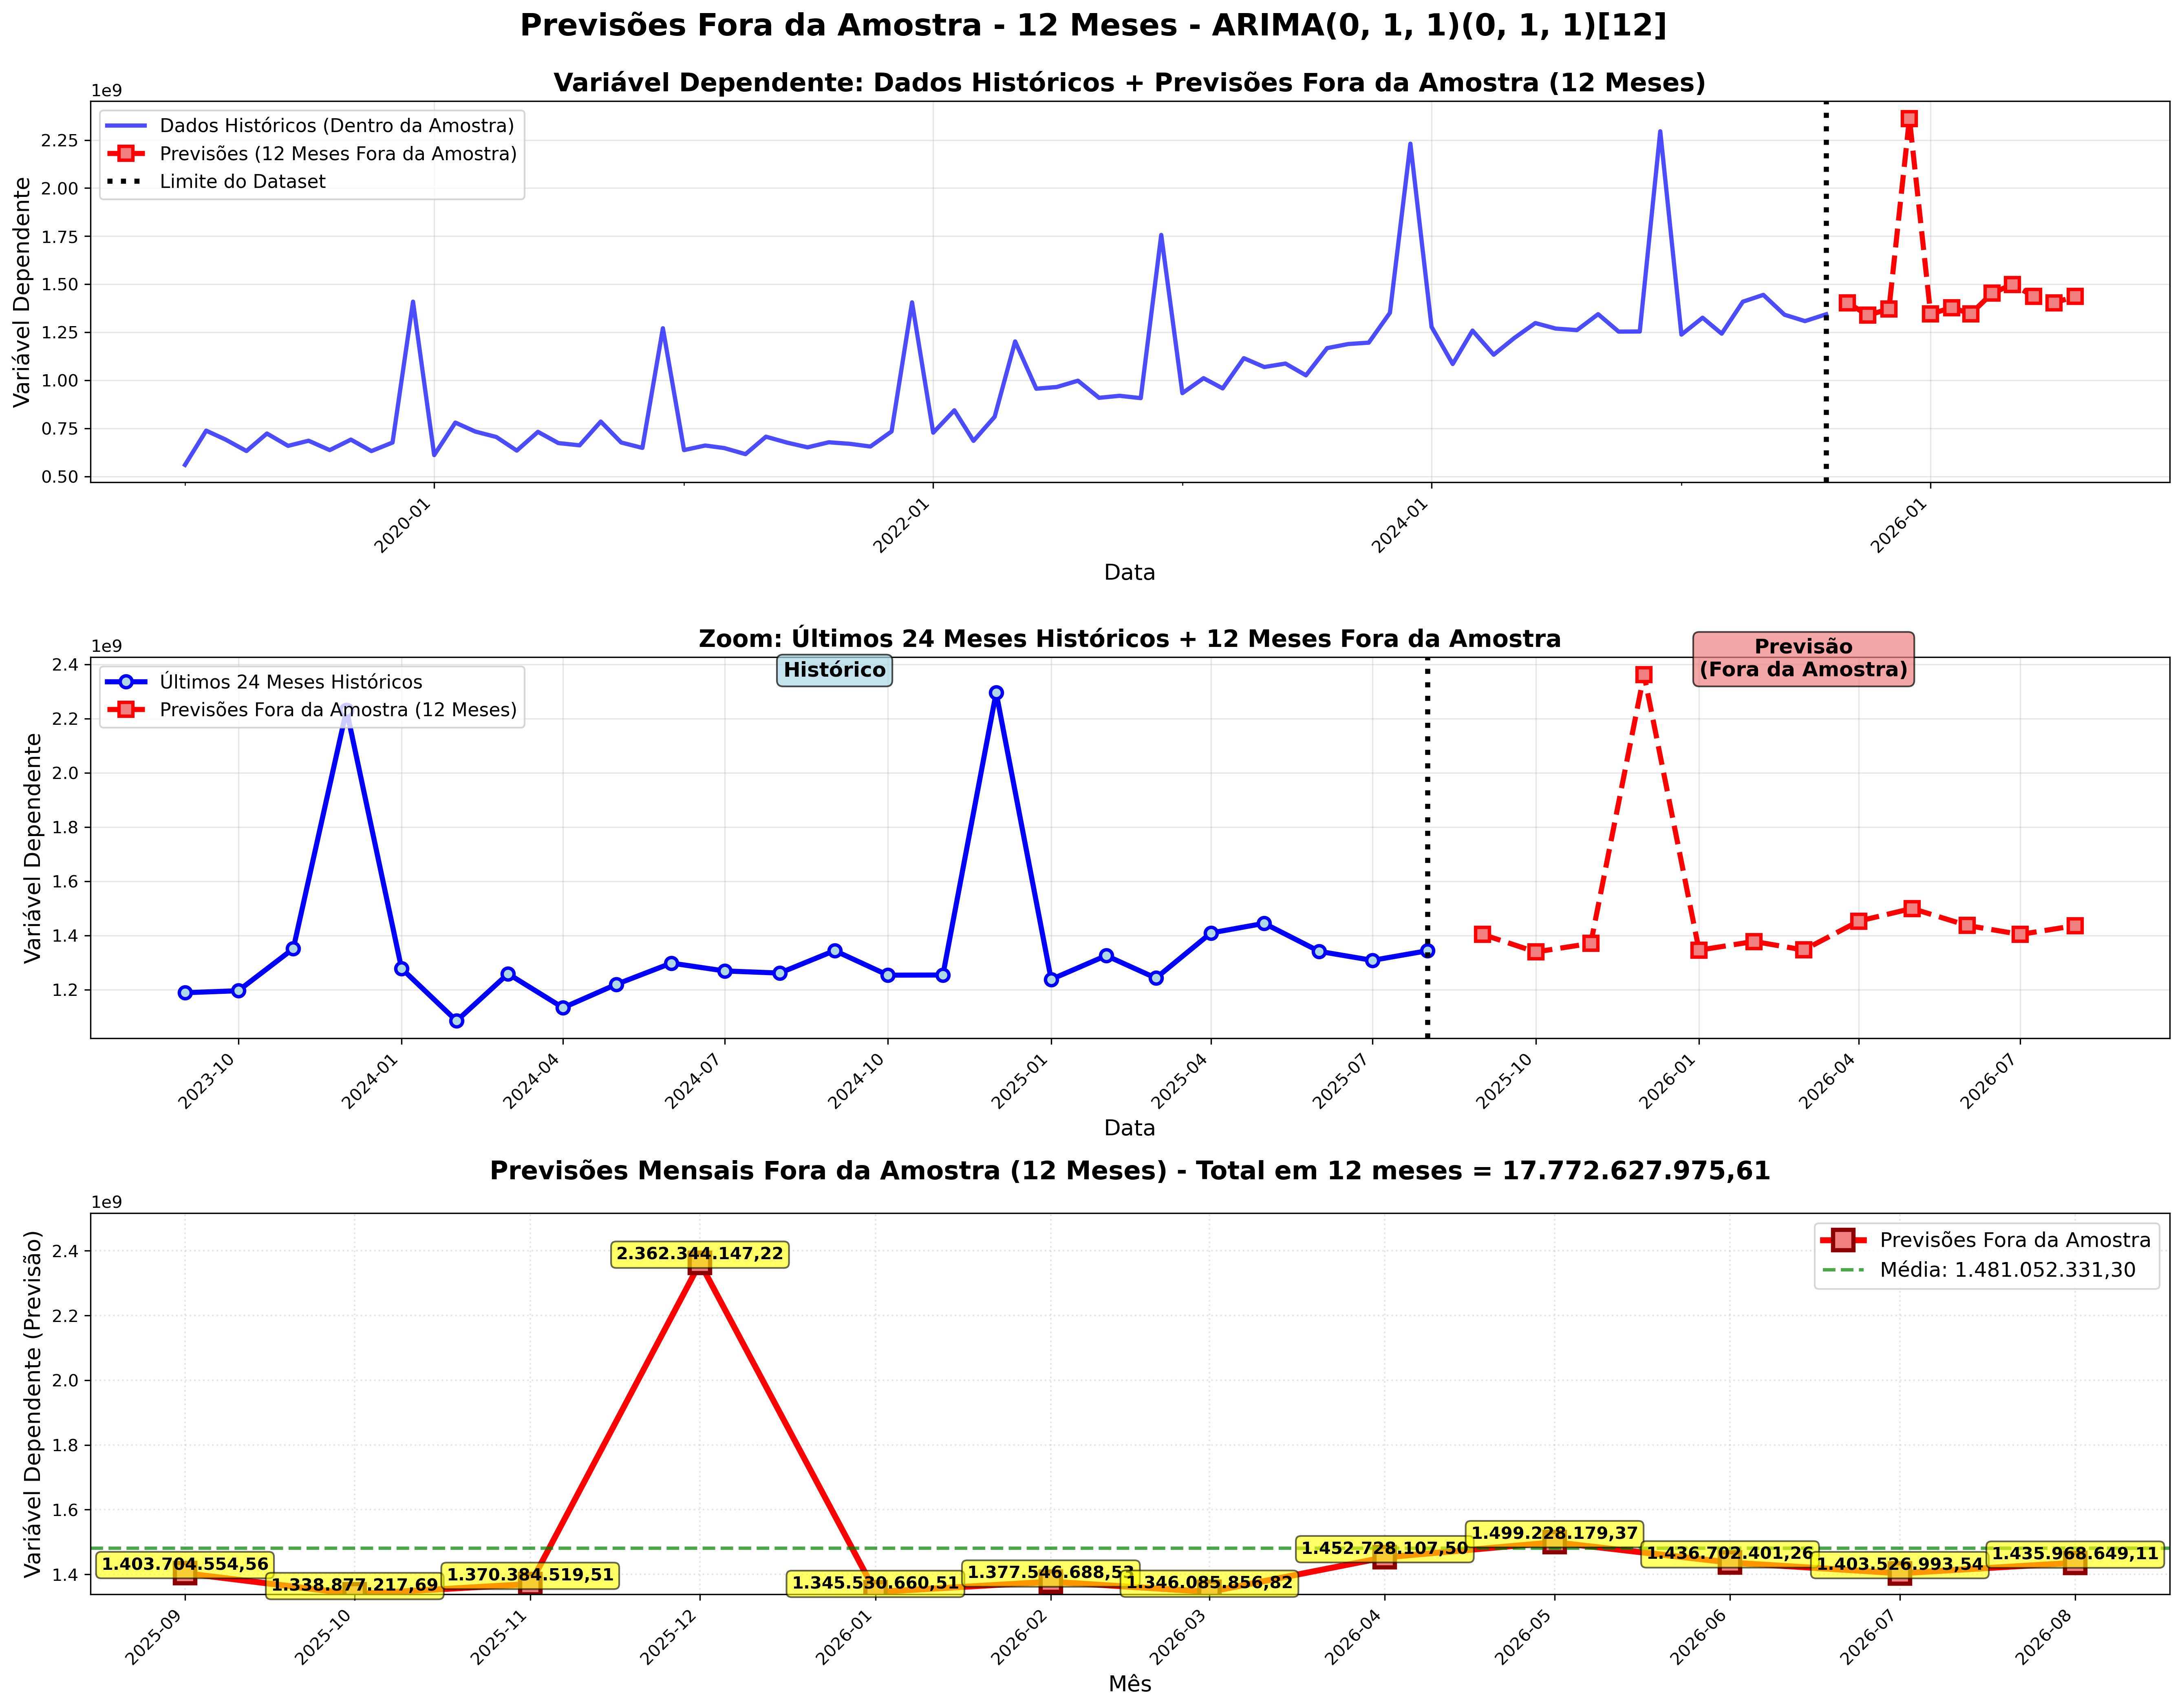 Previsões Fora da Amostra - 12 Meses - ARIMA(0, 1, 1)(0, 1, 1)[12]
Variável Dependente: Dados Históricos + Previsões Fora da Amostra (12 Meses)
1e9
Dados Históricos (Dentro da Amostra)
Previsões (12 Meses Fora da Amostra)
Limite do Dataset
Variável Dependente
2.25
2.00
1.75
1.50
1.25
1.00
0.75
0.50
2020-01
2022-01
2024-01
2026-01
Data
Zoom: Últimos 24 Meses Históricos + 12 Meses Fora da Amostra
1e9
Últimos 24 Meses Históricos
Previsões Fora da Amostra (12 Meses)
Histórico
Previsão
(Fora da Amostra)
Variável Dependente
2.4
2.2
2.0
1.8
1.6
1.4
1.2
2023-10
2024-01
2024-04
2024-07
2024-10
2025-01
2025-04
2025-07
2025-10
2026-01
2026-04
2026-07
Data
Previsões Mensais Fora da Amostra (12 Meses) - Total em 12 meses = 17.772.627.975,61
1e9
Previsões Fora da Amostra
Média: 1.481.052.331,30
Variável Dependente (Previsão)
2.4
2.2
2.0
1.8
1.6
1.4
1.403.704.554,56
1.338.877.217,69
1.370.384.519,51
2.362.344.147,22
1.345.530.660,51
1.377.546.688,53
1.346.085.856,82
1.452.728.107,50
1.499.228.179,37
1.436.702.401,26
1.403.526.993,54
1.435.968.649,11
2025-09
2025-10
2025-11
2025-12
2026-01
2026-02
2026-03
2026-04
2026-05
2026-06
2026-07
2026-08
Mês